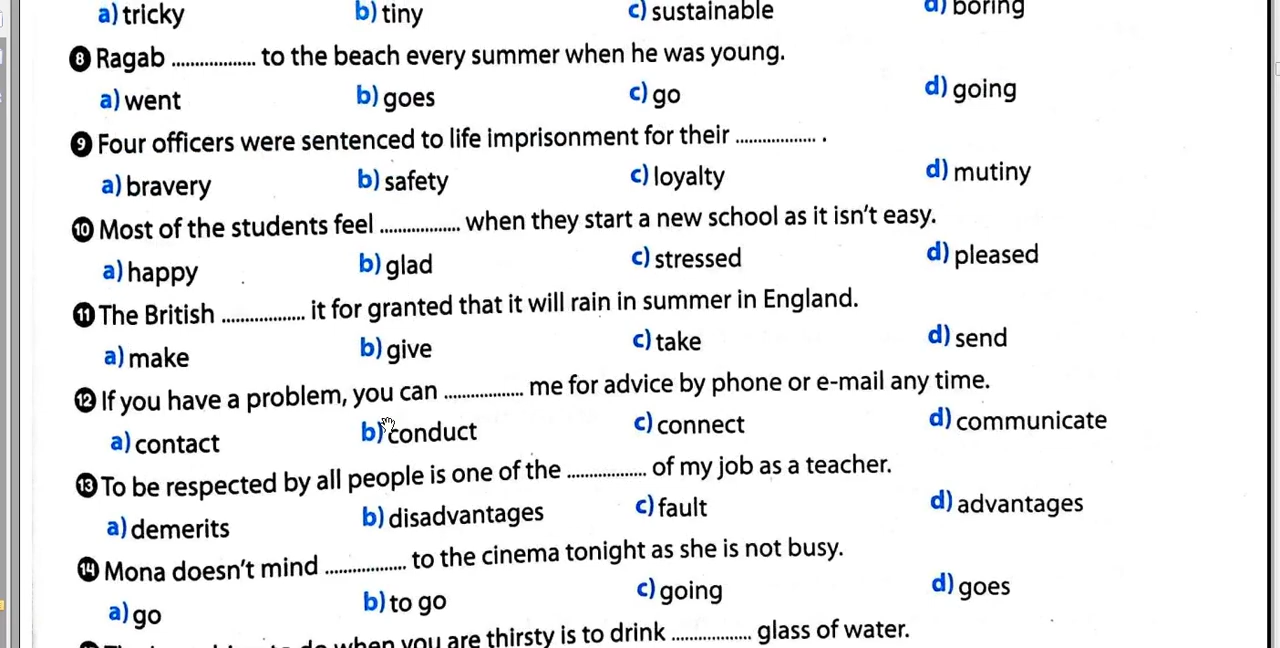 a) tricky b) tiny c) sustainable d) boring
8 Ragab .................. to the beach every summer when he was young.
a) went b) goes c) go d) going
9 Four officers were sentenced to life imprisonment for their ................. .
a) bravery b) safety c) loyalty d) mutiny
10 Most of the students feel ................. when they start a new school as it isn't easy.
a) happy b) glad c) stressed d) pleased
11 The British ................. it for granted that it will rain in summer in England.
a) make b) give c) take d) send
12 If you have a problem, you can ................. me for advice by phone or e-mail any time.
a) contact b) conduct c) connect d) communicate
13 To be respected by all people is one of the ................. of my job as a teacher.
a) demerits b) disadvantages c) fault d) advantages
14 Mona doesn't mind ................. to the cinema tonight as she is not busy.
a) go b) to go c) going d) goes
to do when you are thirsty is to drink ................. glass of water.